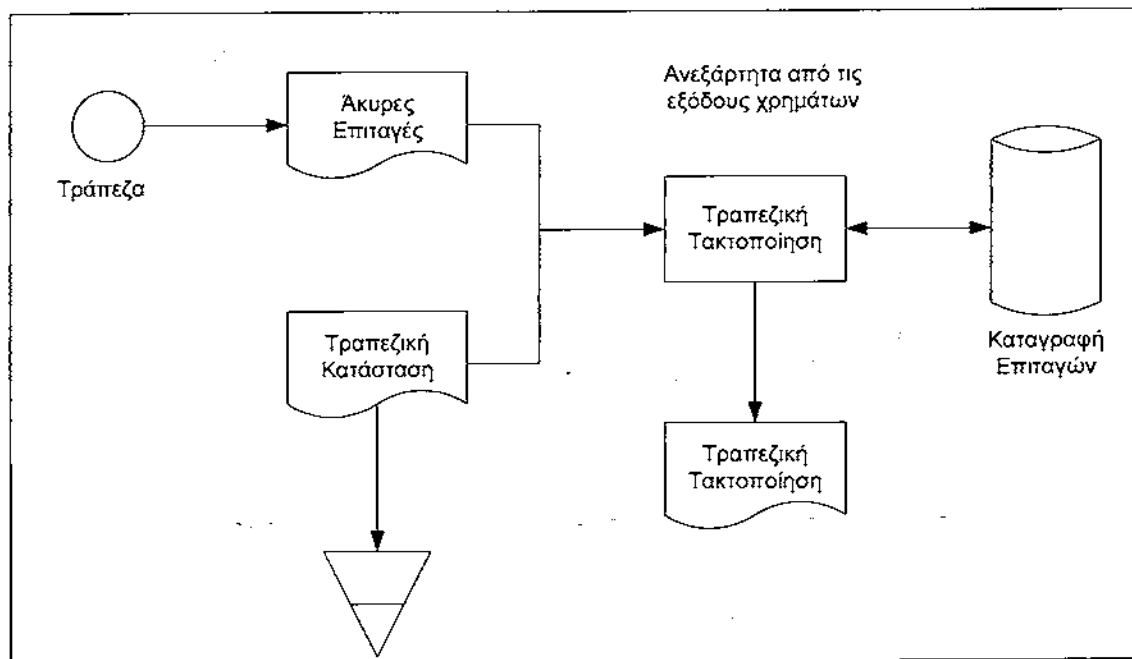 Ανεξάρτητα από τις
εξόδους χρημάτων
Άκυρες
Επιταγές
Τράπεζα
Τραπεζική
Τακτοποίηση
Τραπεζική
Κατάσταση
Καταγραφή
Επιταγών
Τραπεζική
Τακτοποίηση